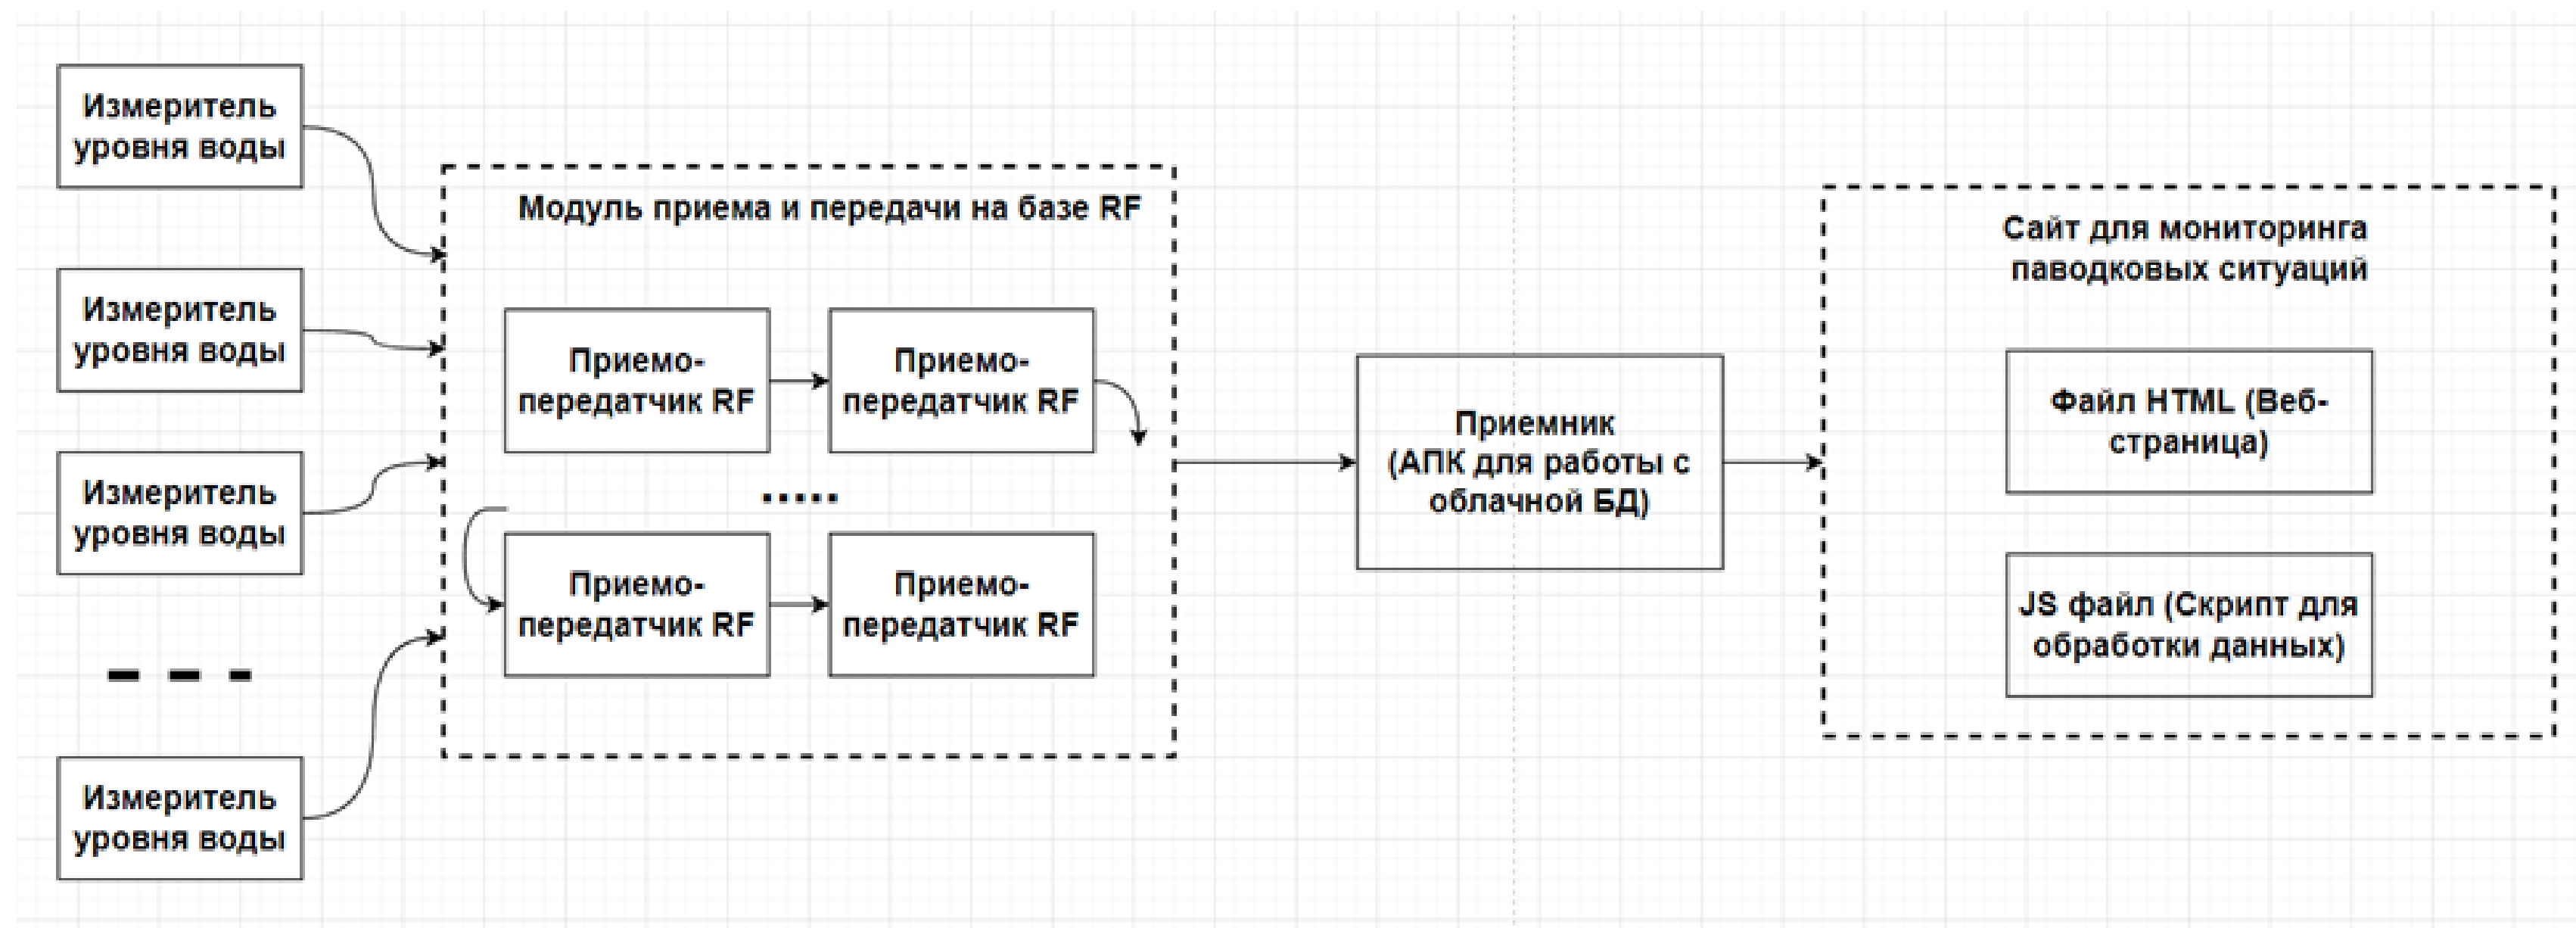 Измеритель
уровня воды
Измеритель
уровня воды
Измеритель
уровня воды
Измеритель
уровня воды
Модуль приема и передачи на базе RF
Приемо-
передатчик RF
Приемо-
передатчик RF
.....
Приемо-
передатчик RF
Приемо-
передатчик RF
Приемник
(АПК для работы с
облачной БД)
Сайт для мониторинга
паводковых ситуаций
Файл HTML (Веб-
страница)
JS файл (Скрипт для
обработки данных)